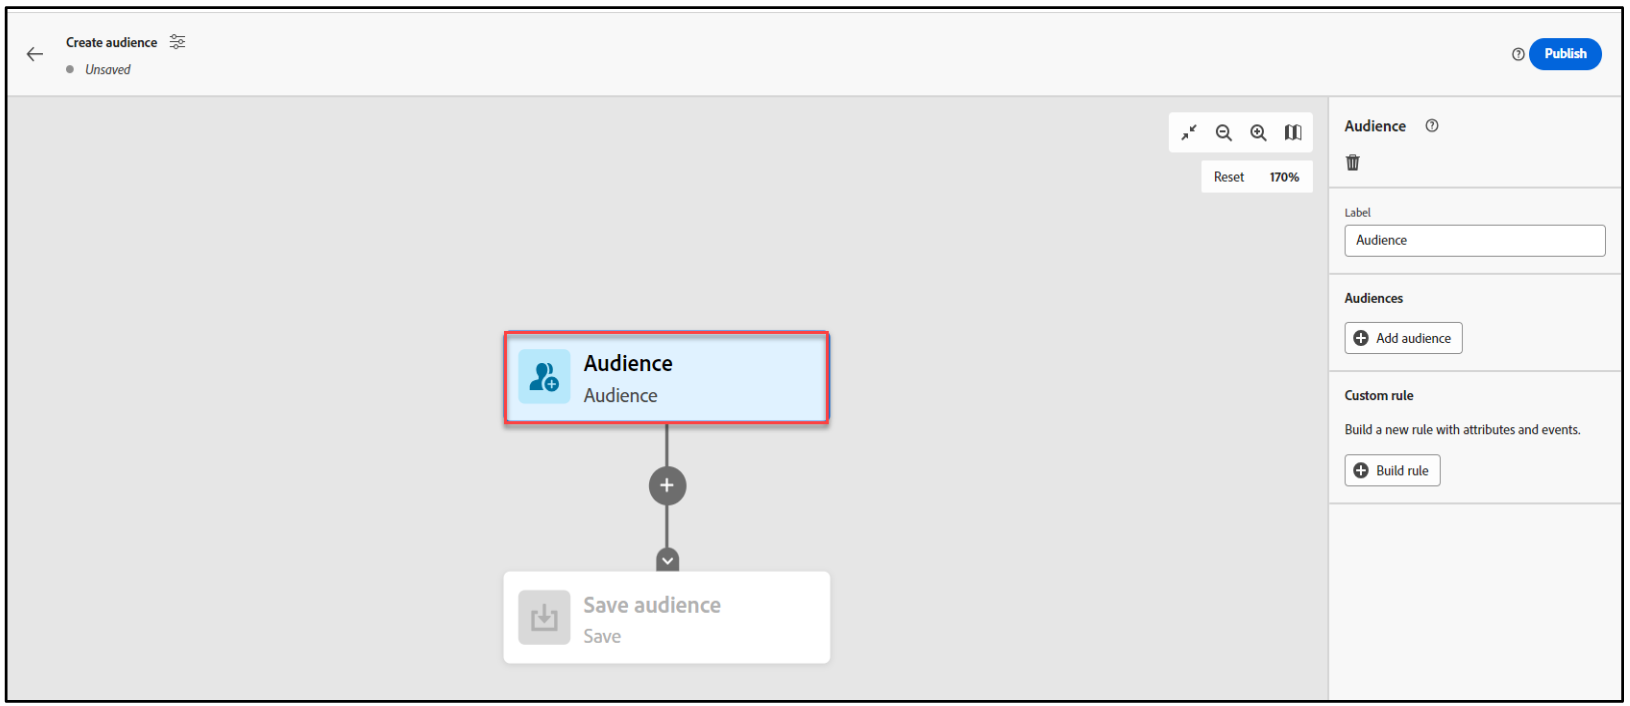 Create audience
Unsaved
Publish
Reset 170%
Audience
Label
Audience
Audiences
Add audience
Custom rule
Build a new rule with attributes and events.
Build rule
Audience
Audience
Save audience
Save